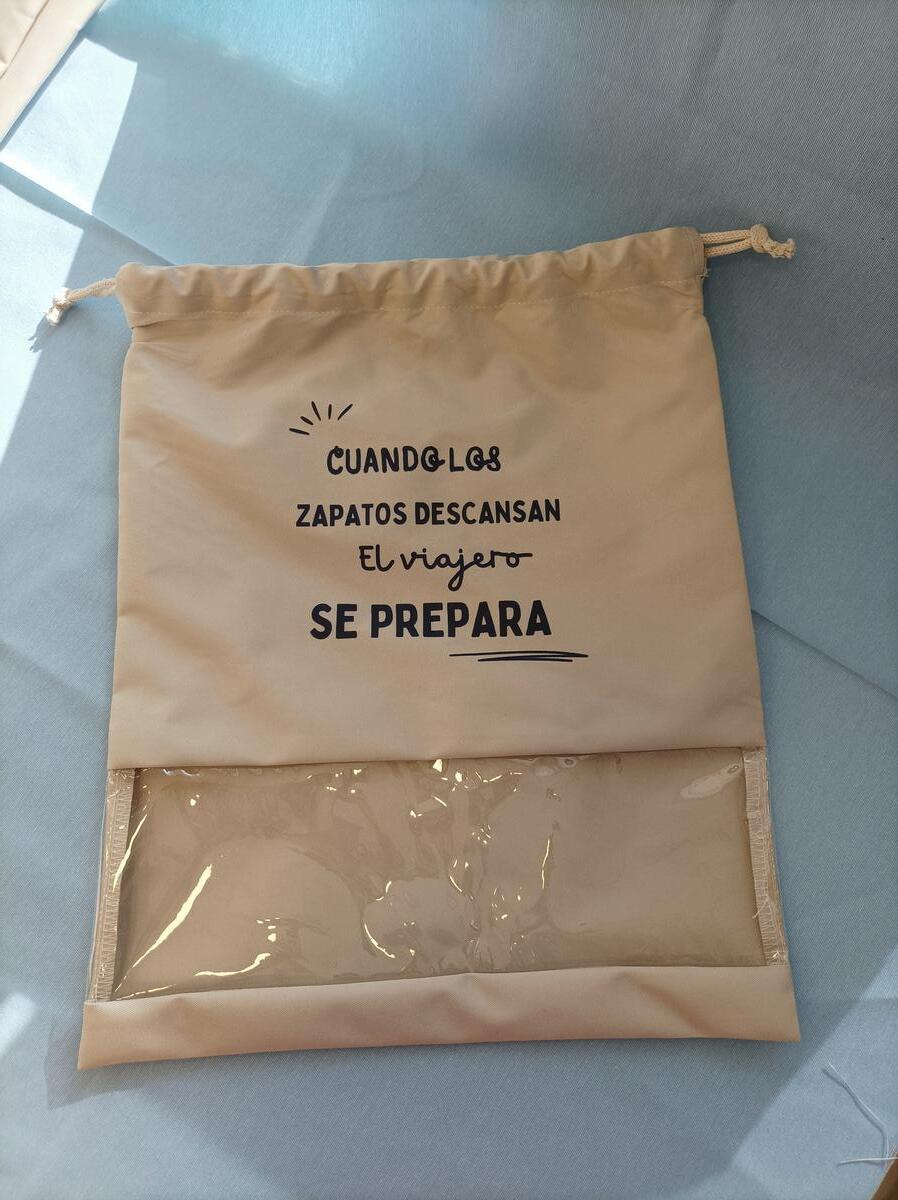 CUANDO LOS
ZAPATOS DESCANSAN
El viajero
SE PREPARA